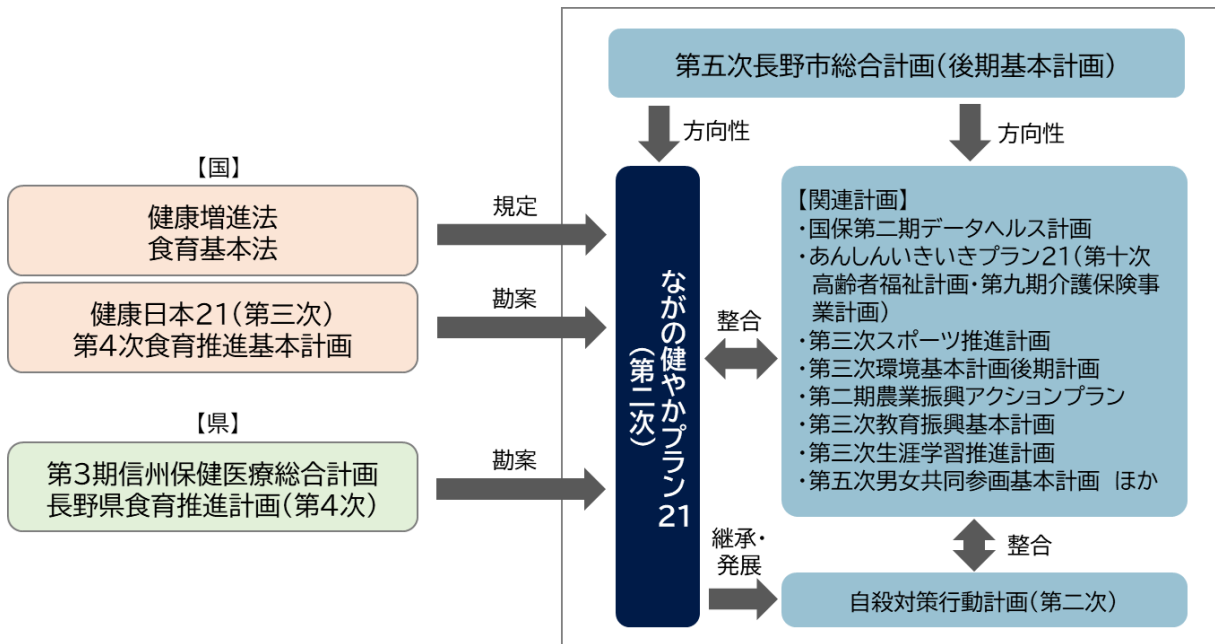 第五次長野市総合計画(後期基本計画)
方向性
方向性
【国】
健康増進法
食育基本法
規定
健康日本21(第三次)
第4次食育推進基本計画
勘案
【県】
第3期信州保健医療総合計画
長野県食育推進計画(第4次)
勘案
ながの健やかプラン21
(第二次)
整合
【関連計画】
・国保第二期データヘルス計画
・あんしんいきいきプラン21(第十次
高齢者福祉計画・第九期介護保険事
業計画)
・第三次スポーツ推進計画
・第三次環境基本計画後期計画
・第二期農業振興アクションプラン
・第三次教育振興基本計画
・第三次生涯学習推進計画
・第五次男女共同参画基本計画 ほか
継承・
発展
整合
自殺対策行動計画(第二次)